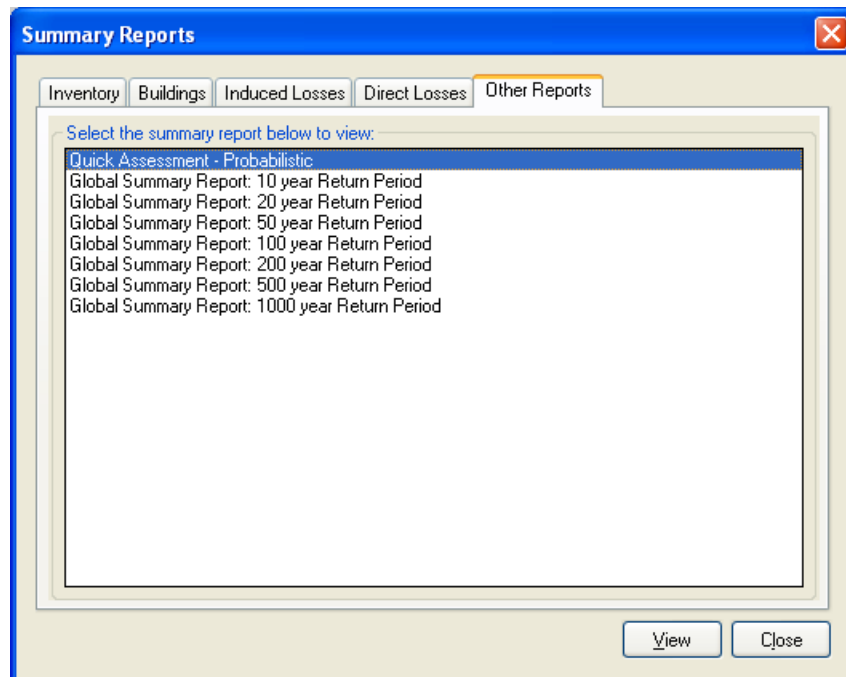 Summary Reports
Inventory Buildings Induced Losses Direct Losses Other Reports
Select the summary report below to view:
Quick Assessment - Probabilistic
Global Summary Report: 10 year Return Period
Global Summary Report: 20 year Return Period
Global Summary Report: 50 year Return Period
Global Summary Report: 100 year Return Period
Global Summary Report: 200 year Return Period
Global Summary Report: 500 year Return Period
Global Summary Report: 1000 year Return Period
View Close